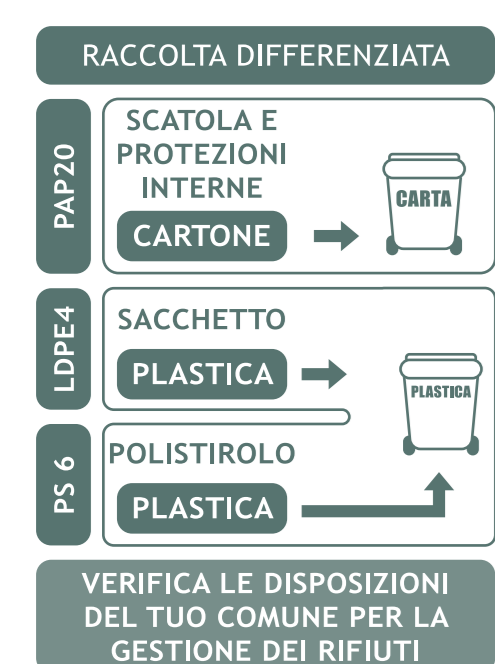 RACCOLTA DIFFERENZIATA
PAP20
SCATOLA E
PROTEZIONI
INTERNE
CARTONE
CARTA
LDPE4
SACCHETTO
PLASTICA
PLASTICA
PS 6
POLISTIROLO
PLASTICA
VERIFICA LE DISPOSIZIONI
DEL TUO COMUNE PER LA
GESTIONE DEI RIFIUTI